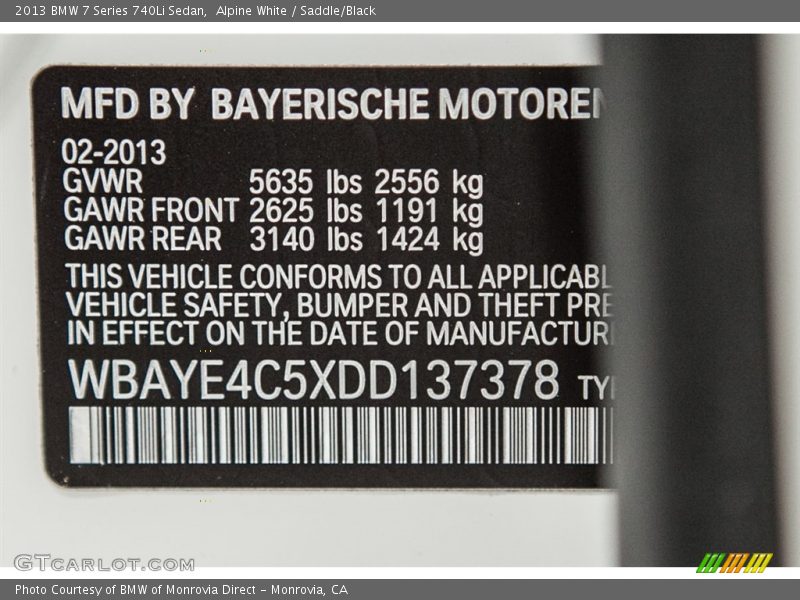 2013 BMW 7 Series 740Li Sedan,  Alpine White / Saddle/Black
MFD BY BAYERISCHE MOTOREN
02-2013
GVWR 5635 lbs 2556 kg
GAWR FRONT 2625 lbs 1191 kg
GAWR REAR 3140 lbs 1424 kg
THIS VEHICLE CONFORMS TO ALL APPLICABL
VEHICLE SAFETY, BUMPER AND THEFT PRE
IN EFFECT ON THE DATE OF MANUFACTUR
WBAYE4C5XDD137378 TYP
GTCARLOT.COM
Photo Courtesy of BMW of Monrovia Direct - Monrovia, CA